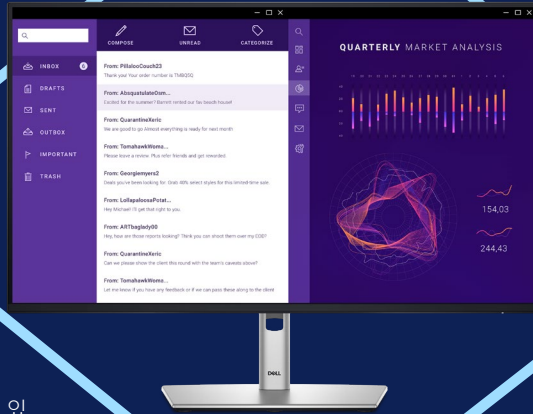 COMPOSE
UNREAD
CATEGORIZE
INBOX
DRAFTS
SENT
OUTBOX
IMPORTANT
TRASH
From: PillalooCouch23
Thank you! Your order number is
From: AbsquatulateOsm...
Excited for the summer? Barrett rented our fav beach house!
From: QuarantineXeric
We are good to go Almost everything is ready for next month
From: TomahawkWoms...
Please leave a review. Plus refer friends and get rewarded.
From: Georgiemyers2
Deals you've been looking for. Grab 40% select styles for this limited-time sale.
From: LollapaloosaPotat...
Hey Michael I'll get that right to you.
From: ARTbaglady00
Hey, how are those reports looking? Think you can shoot them over my EOD?
From: QuarantineXeric
Can we please show the client this round with the team's caveats above?
From: TomahawkWoms...
Let me know if you have any feedback or if we can pass these along to the client
QUARTERLY MARKET ANALYSIS
154,03
244,43
DELL